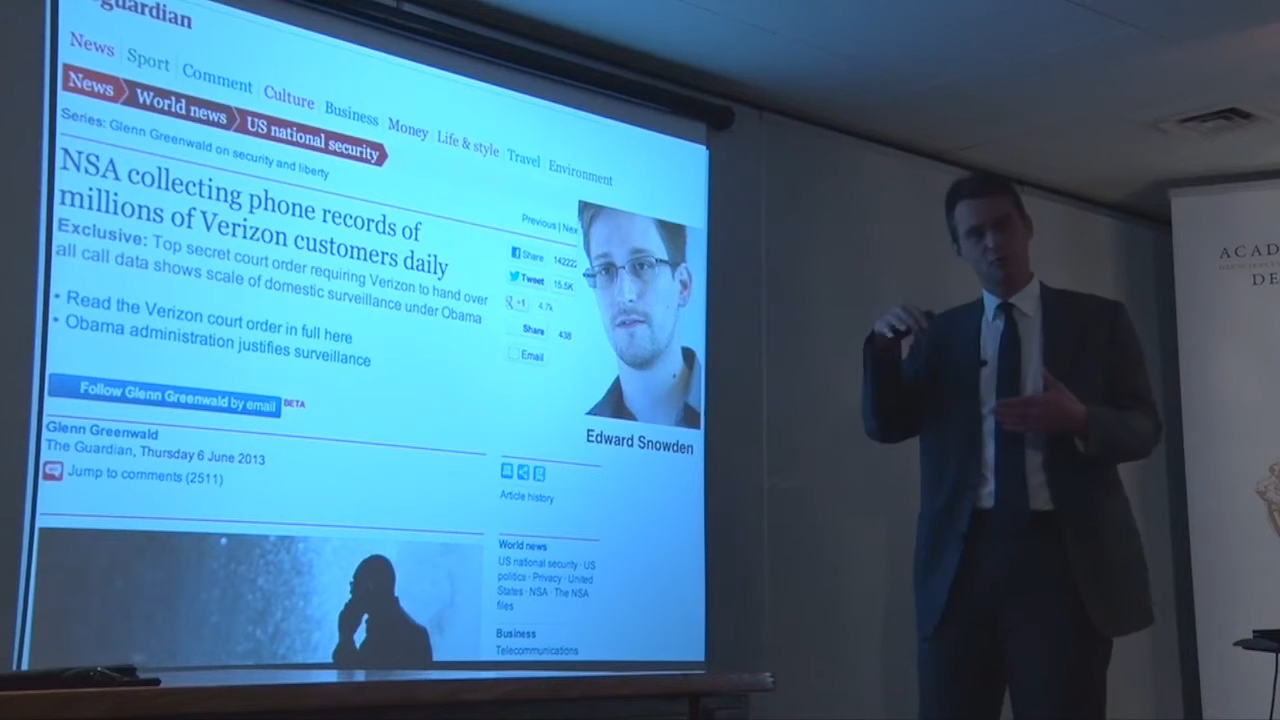 guardian
News Sport Comment Culture Business Money Life & style Travel Environment
News World news US national security
Series: Glenn Greenwald on security and liberty
NSA collecting phone records of
millions of Verizon customers daily
Exclusive: Top secret court order requiring Verizon to hand over
all call data shows scale of domestic surveillance under Obama
• Read the Verizon court order in full here
• Obama administration justifies surveillance
Follow Glenn Greenwald by email BETA
Glenn Greenwald
The Guardian, Thursday 6 June 2013
Jump to comments (2511)
Previous | Nex
Share 142222
Tweet 15.5K
+1 4.7k
Share 438
Email
Edward Snowden
Article history
World news
US national security · US
politics · Privacy · United
States · NSA · The NSA
files
Business
Telecommunications
ACAD
DE